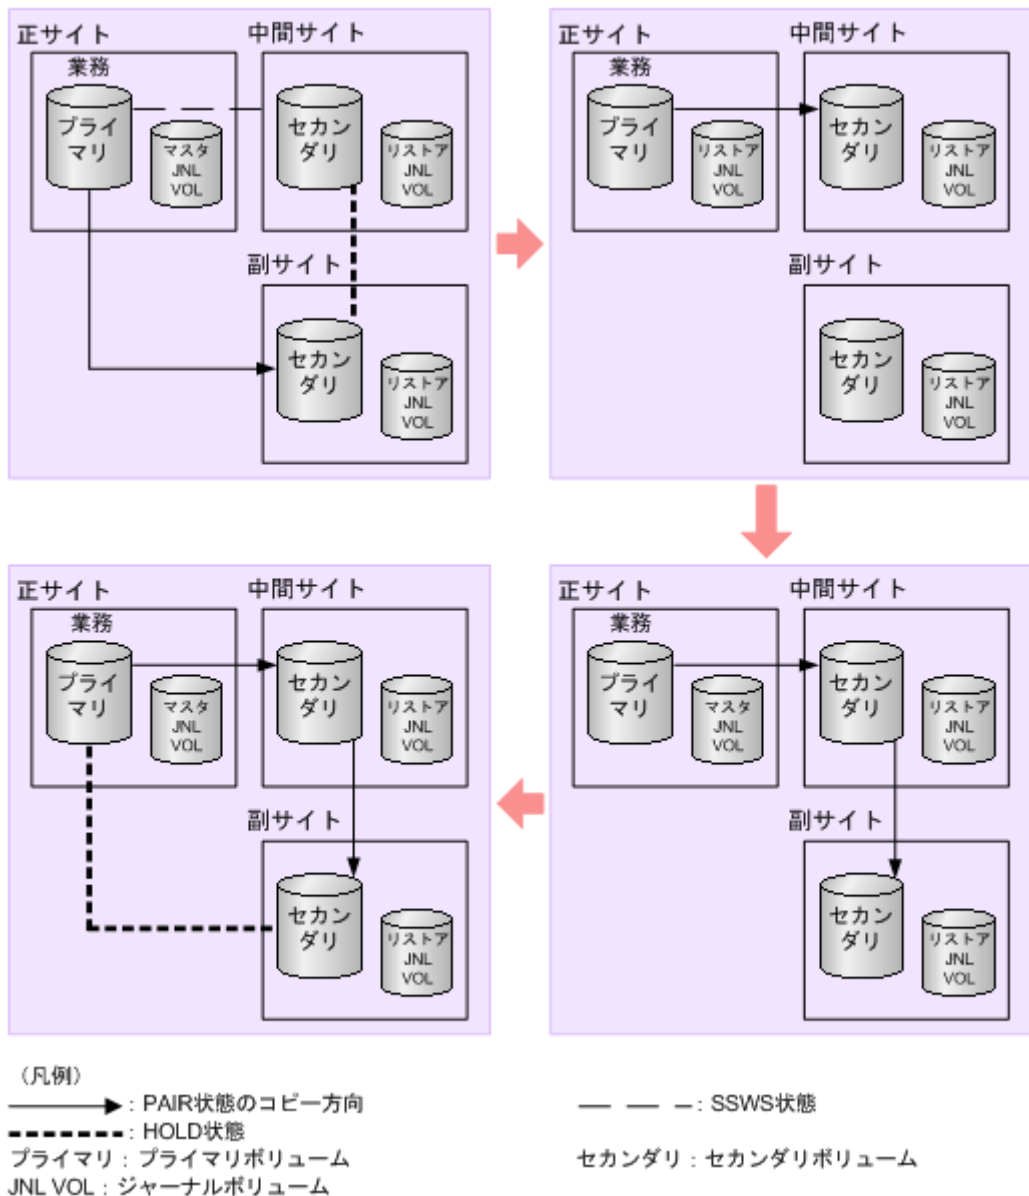 正サイト
中間サイト
業務
プライ
マリ
マスタ
JNL
VOL
セカン
ダリ
リストア
JNL
VOL
副サイト
セカン
ダリ
リストア
JNL
VOL
正サイト
中間サイト
業務
プライ
マリ
リストア
JNL
VOL
セカン
ダリ
リストア
JNL
VOL
副サイト
セカン
ダリ
リストア
JNL
VOL
正サイト
中間サイト
業務
プライ
マリ
マスタ
JNL
VOL
セカン
ダリ
リストア
JNL
VOL
副サイト
セカン
ダリ
リストア
JNL
VOL
正サイト
中間サイト
業務
プライ
マリ
マスタ
JNL
VOL
セカン
ダリ
リストア
JNL
VOL
副サイト
セカン
ダリ
リストア
JNL
VOL
（凡例）
：PAIR状態のコピー方向
：SSWS状態
：HOLD状態
プライマリ：プライマリボリューム
セカンダリ：セカンダリボリューム
JNL VOL：ジャーナルボリューム